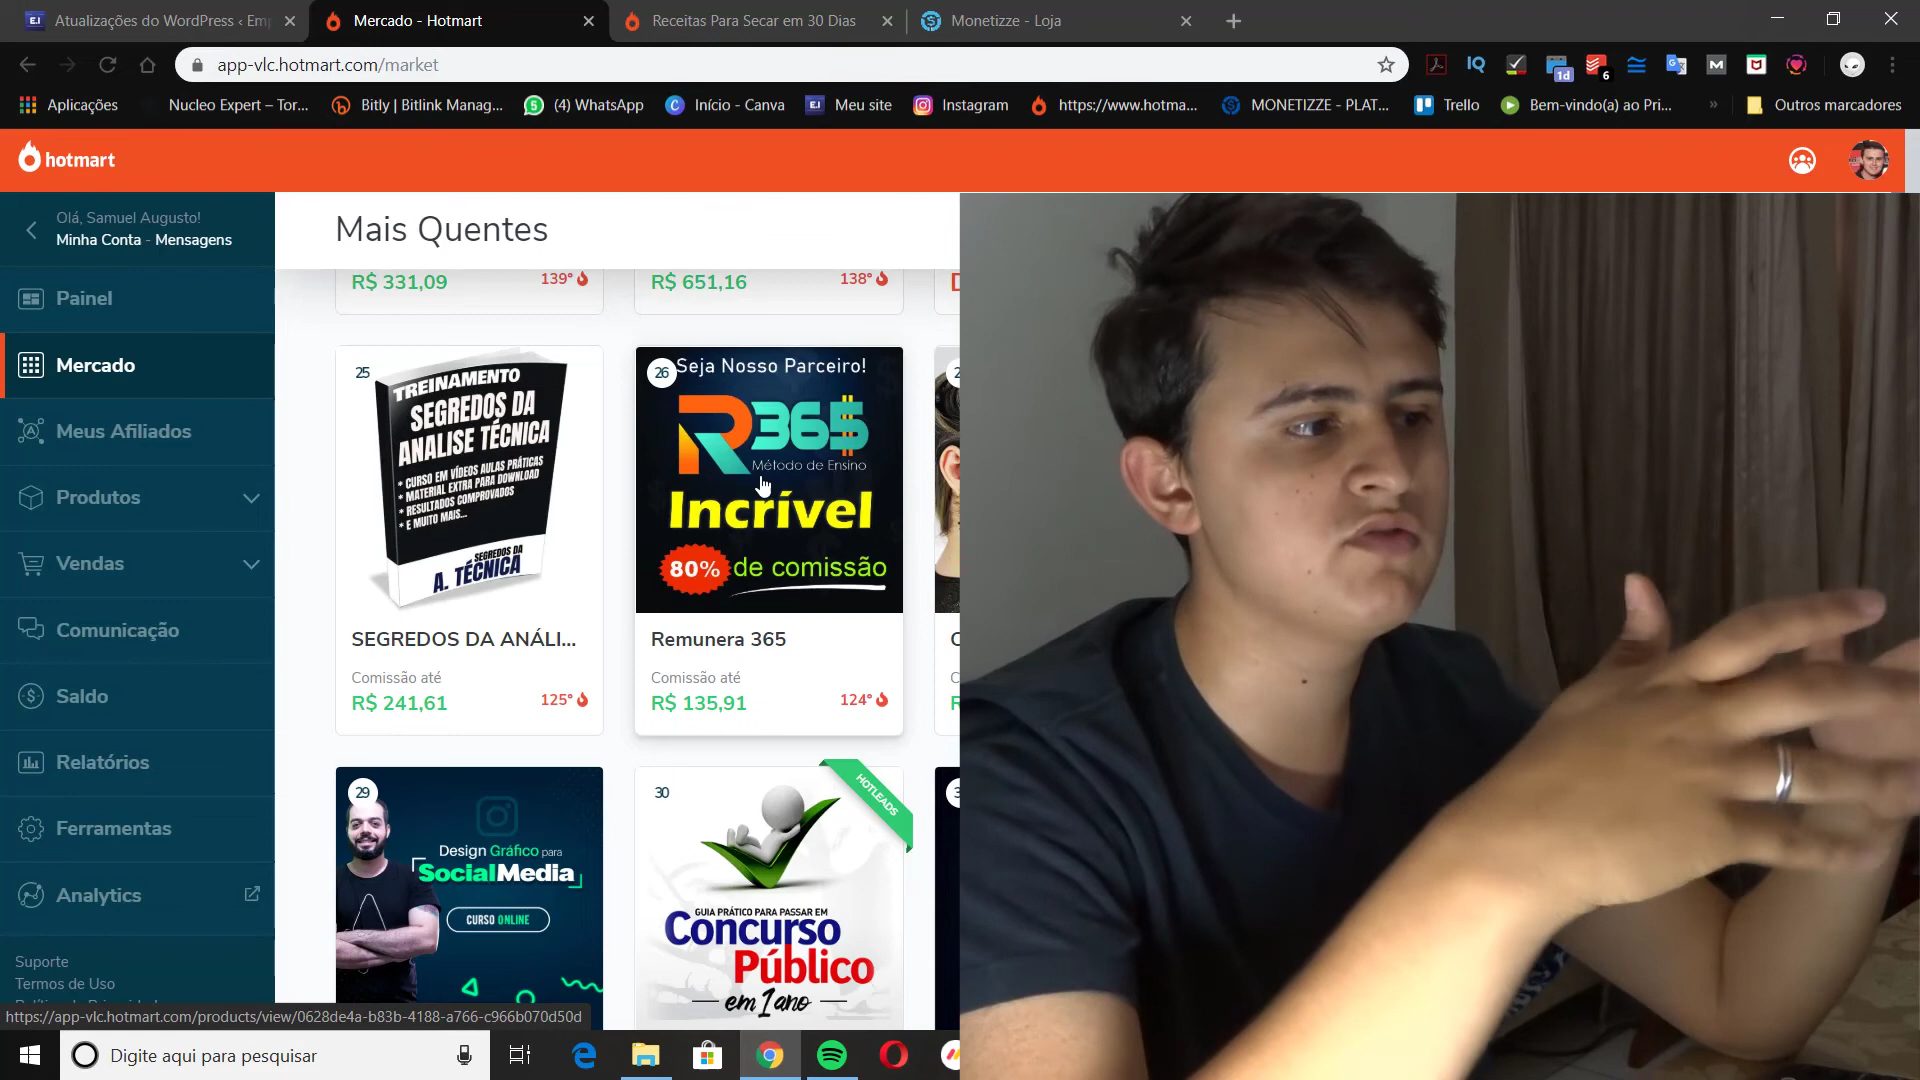 Atualizações do WordPress ‹ Emp
Mercado - Hotmart
Receitas Para Secar em 30 Dias
Monetizze - Loja
app-vlc.hotmart.com/market
IQ
1d
6
Aplicações
Nucleo Expert – Tor...
Bitly | Bitlink Manag...
(4) WhatsApp
Início - Canva
E.I
Meu site
Instagram
https://www.hotma...
MONETIZZE - PLAT...
Trello
Bem-vindo(a) ao Pri...
»
Outros marcadores
hotmart
Olá, Samuel Augusto!
Minha Conta - Mensagens
Painel
Mercado
Meus Afiliados
Produtos
Vendas
Comunicação
Saldo
Relatórios
Ferramentas
Analytics
Suporte
Termos de Uso
Mais Quentes
R$ 331,09
139°
R$ 651,16
138°
25
TREINAMENTO
SEGREDOS DA
ANALISE TÉCNICA
* CURSO EM VÍDEOS AULAS PRÁTICAS
* MATERIAL EXTRA PARA DOWNLOAD
* RESULTADOS COMPROVADOS
* E MUITO MAIS...
SEGREDOS DA
A. TÉCNICA
SEGREDOS DA ANÁLI...
Comissão até
R$ 241,61
125°
26
Seja Nosso Parceiro!
R365
Método de Ensino
Incrível
80% de comissão
Remunera 365
Comissão até
R$ 135,91
124°
29
Design Gráfico para
SocialMedia
CURSO ONLINE
30
HOTLEADS
GUIA PRÁTICO PARA PASSAR EM
Concurso
Público
em 1 ano
https://app-vlc.hotmart.com/products/view/0628de4a-b83b-4188-a766-c966b070d50d
Digite aqui para pesquisar